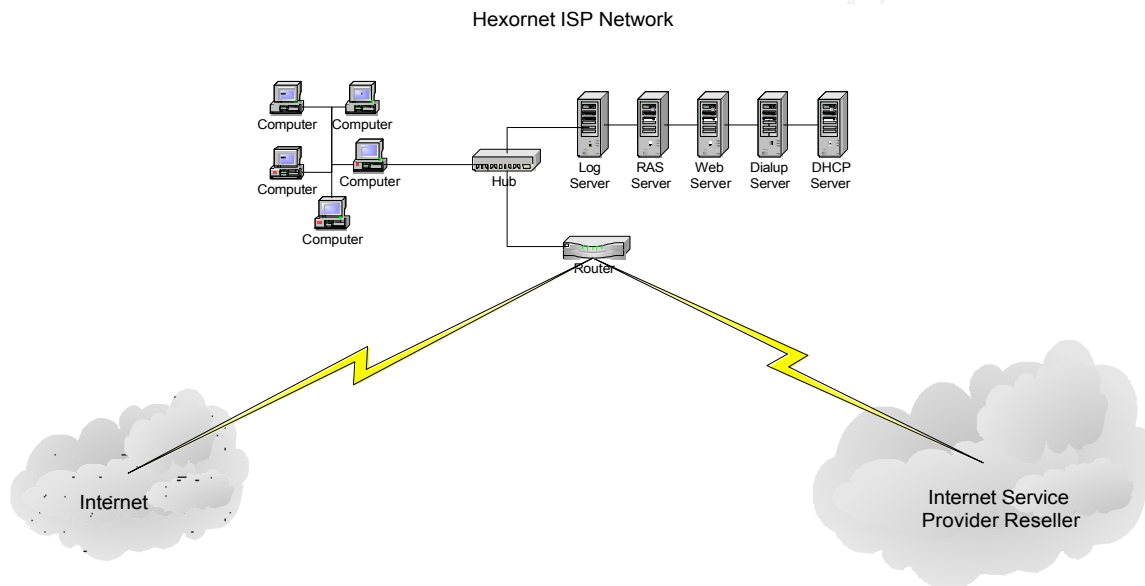 Hexornet ISP Network
Computer
Computer
Computer
Computer
Computer
Hub
Log
Server
RAS
Server
Web
Server
Dialup
Server
DHCP
Server
Router
Internet
Internet Service
Provider Reseller